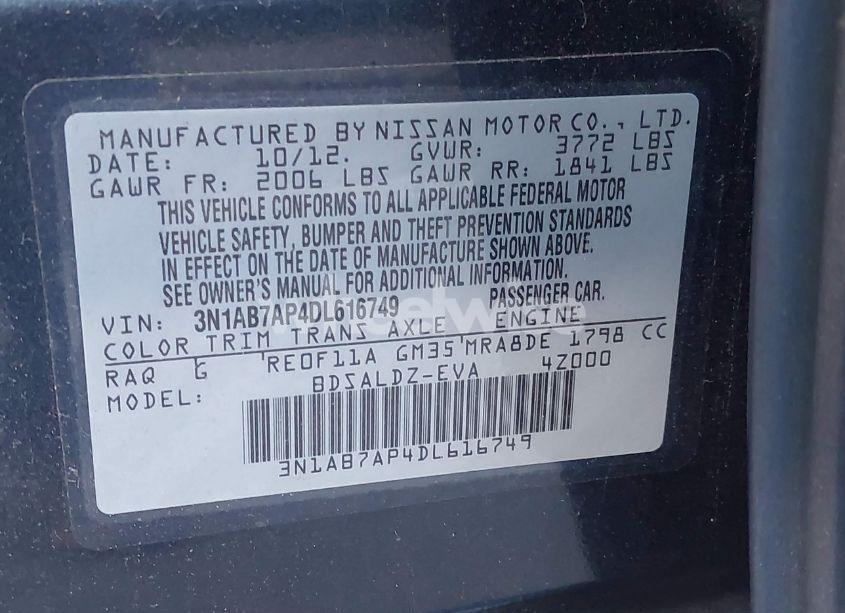 MANUFACTURED BY NISSAN MOTOR CO., LTD.
DATE: 10/12. GVWR: 3772 LBS
GAWR FR: 2006 LBS GAWR RR: 1841 LBS
THIS VEHICLE CONFORMS TO ALL APPLICABLE FEDERAL MOTOR
VEHICLE SAFETY, BUMPER AND THEFT PREVENTION STANDARDS
IN EFFECT ON THE DATE OF MANUFACTURE SHOWN ABOVE.
SEE OWNER'S MANUAL FOR ADDITIONAL INFORMATION.
VIN: 3N1AB7AP4DL616749 PASSENGER CAR.
COLOR TRIM TRANS AXLE ENGINE
RAQ G RE0F11A GM35 MRA8DE 1798 CC
MODEL: BDSALDZ-EVA 4Z000
3N1AB7AP4DL616749